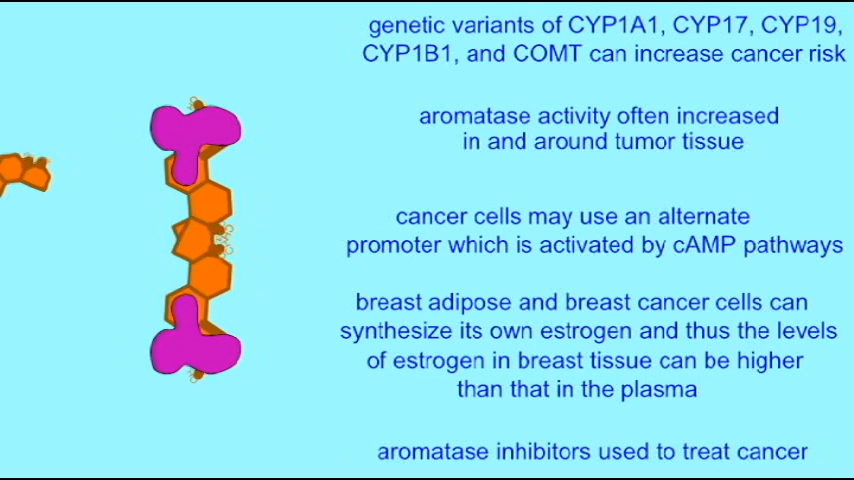 genetic variants of CYP1A1, CYP17, CYP19,
CYP1B1, and COMT can increase cancer risk
aromatase activity often increased
in and around tumor tissue
cancer cells may use an alternate
promoter which is activated by cAMP pathways
breast adipose and breast cancer cells can
synthesize its own estrogen and thus the levels
of estrogen in breast tissue can be higher
than that in the plasma
aromatase inhibitors used to treat cancer